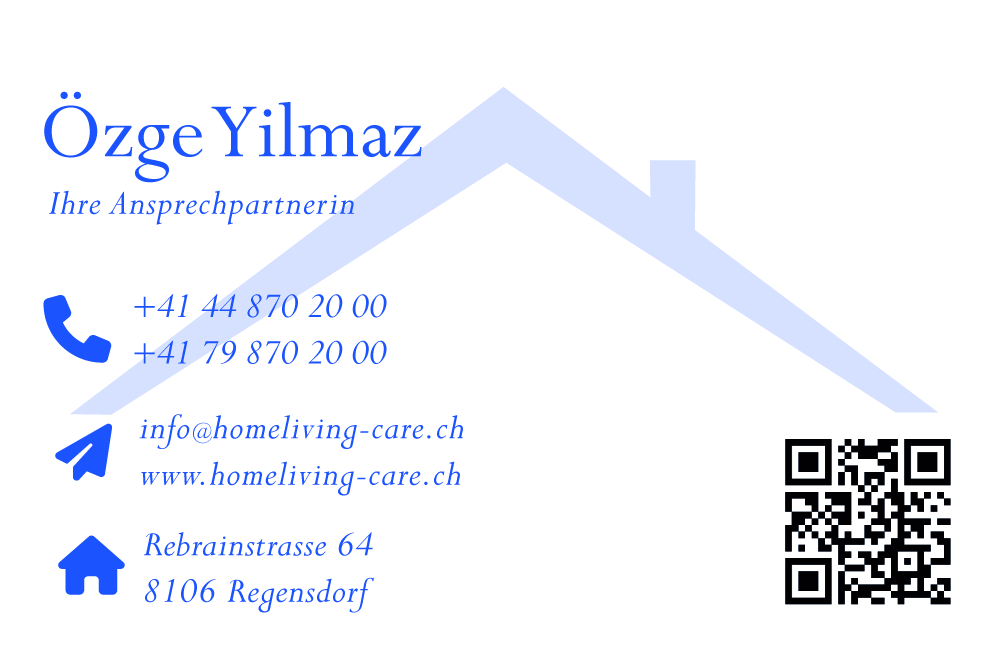 Özge Yilmaz
Ihre Ansprechpartnerin
+41 44 870 20 00
+41 79 870 20 00
info@homeliving-care.ch
www.homeliving-care.ch
Rebrainstrasse 64
8106 Regensdorf